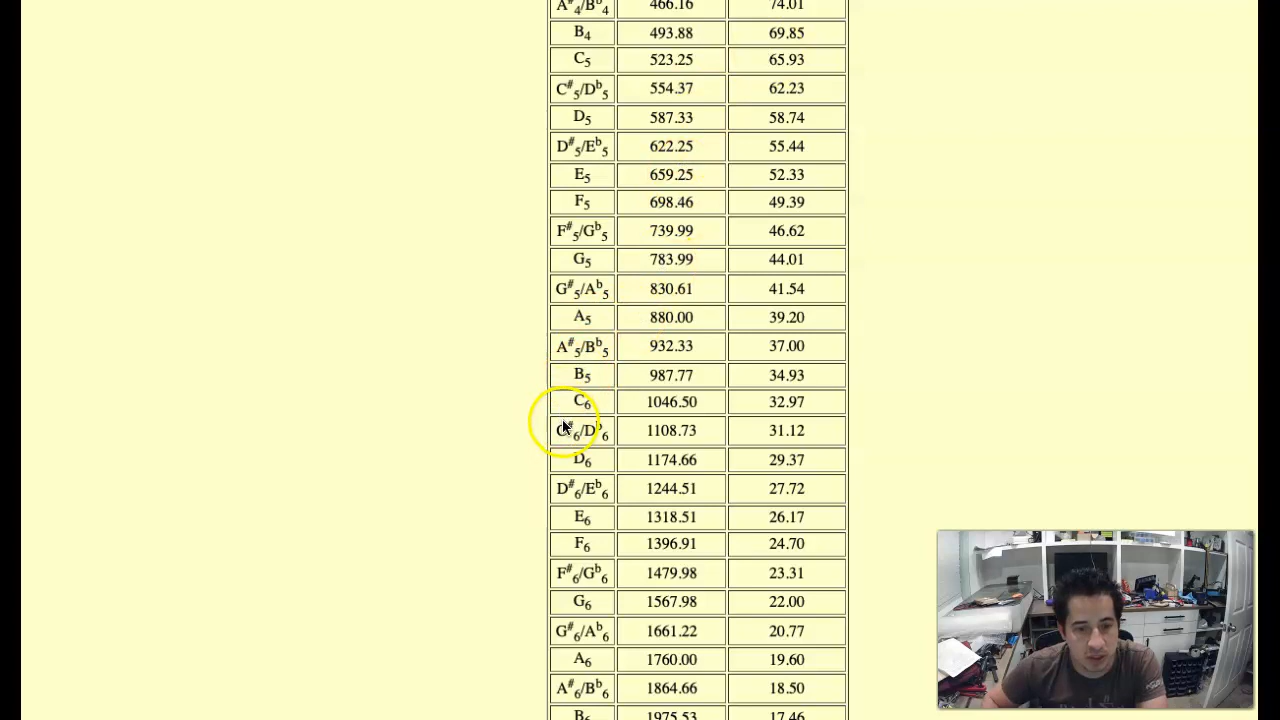 A#4/Bb4 466.16 74.01
B4 493.88 69.85
C5 523.25 65.93
C#5/Db5 554.37 62.23
D5 587.33 58.74
D#5/Eb5 622.25 55.44
E5 659.25 52.33
F5 698.46 49.39
F#5/Gb5 739.99 46.62
G5 783.99 44.01
G#5/Ab5 830.61 41.54
A5 880.00 39.20
A#5/Bb5 932.33 37.00
B5 987.77 34.93
C6 1046.50 32.97
C#6/Db6 1108.73 31.12
D6 1174.66 29.37
D#6/Eb6 1244.51 27.72
E6 1318.51 26.17
F6 1396.91 24.70
F#6/Gb6 1479.98 23.31
G6 1567.98 22.00
G#6/Ab6 1661.22 20.77
A6 1760.00 19.60
A#6/Bb6 1864.66 18.50
B6 1975.53 17.46